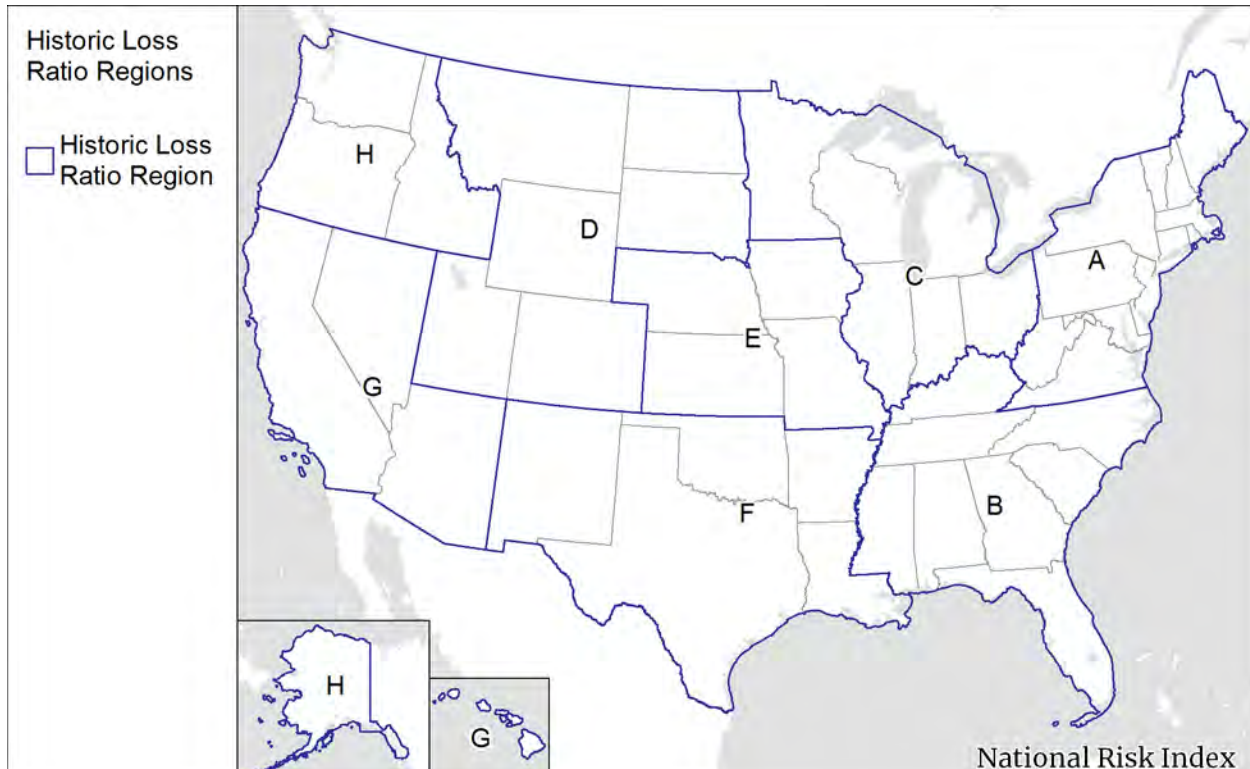 Historic Loss
Ratio Regions
Historic Loss
Ratio Region
H
D
A
C
E
G
F
B
H
G
National Risk Index